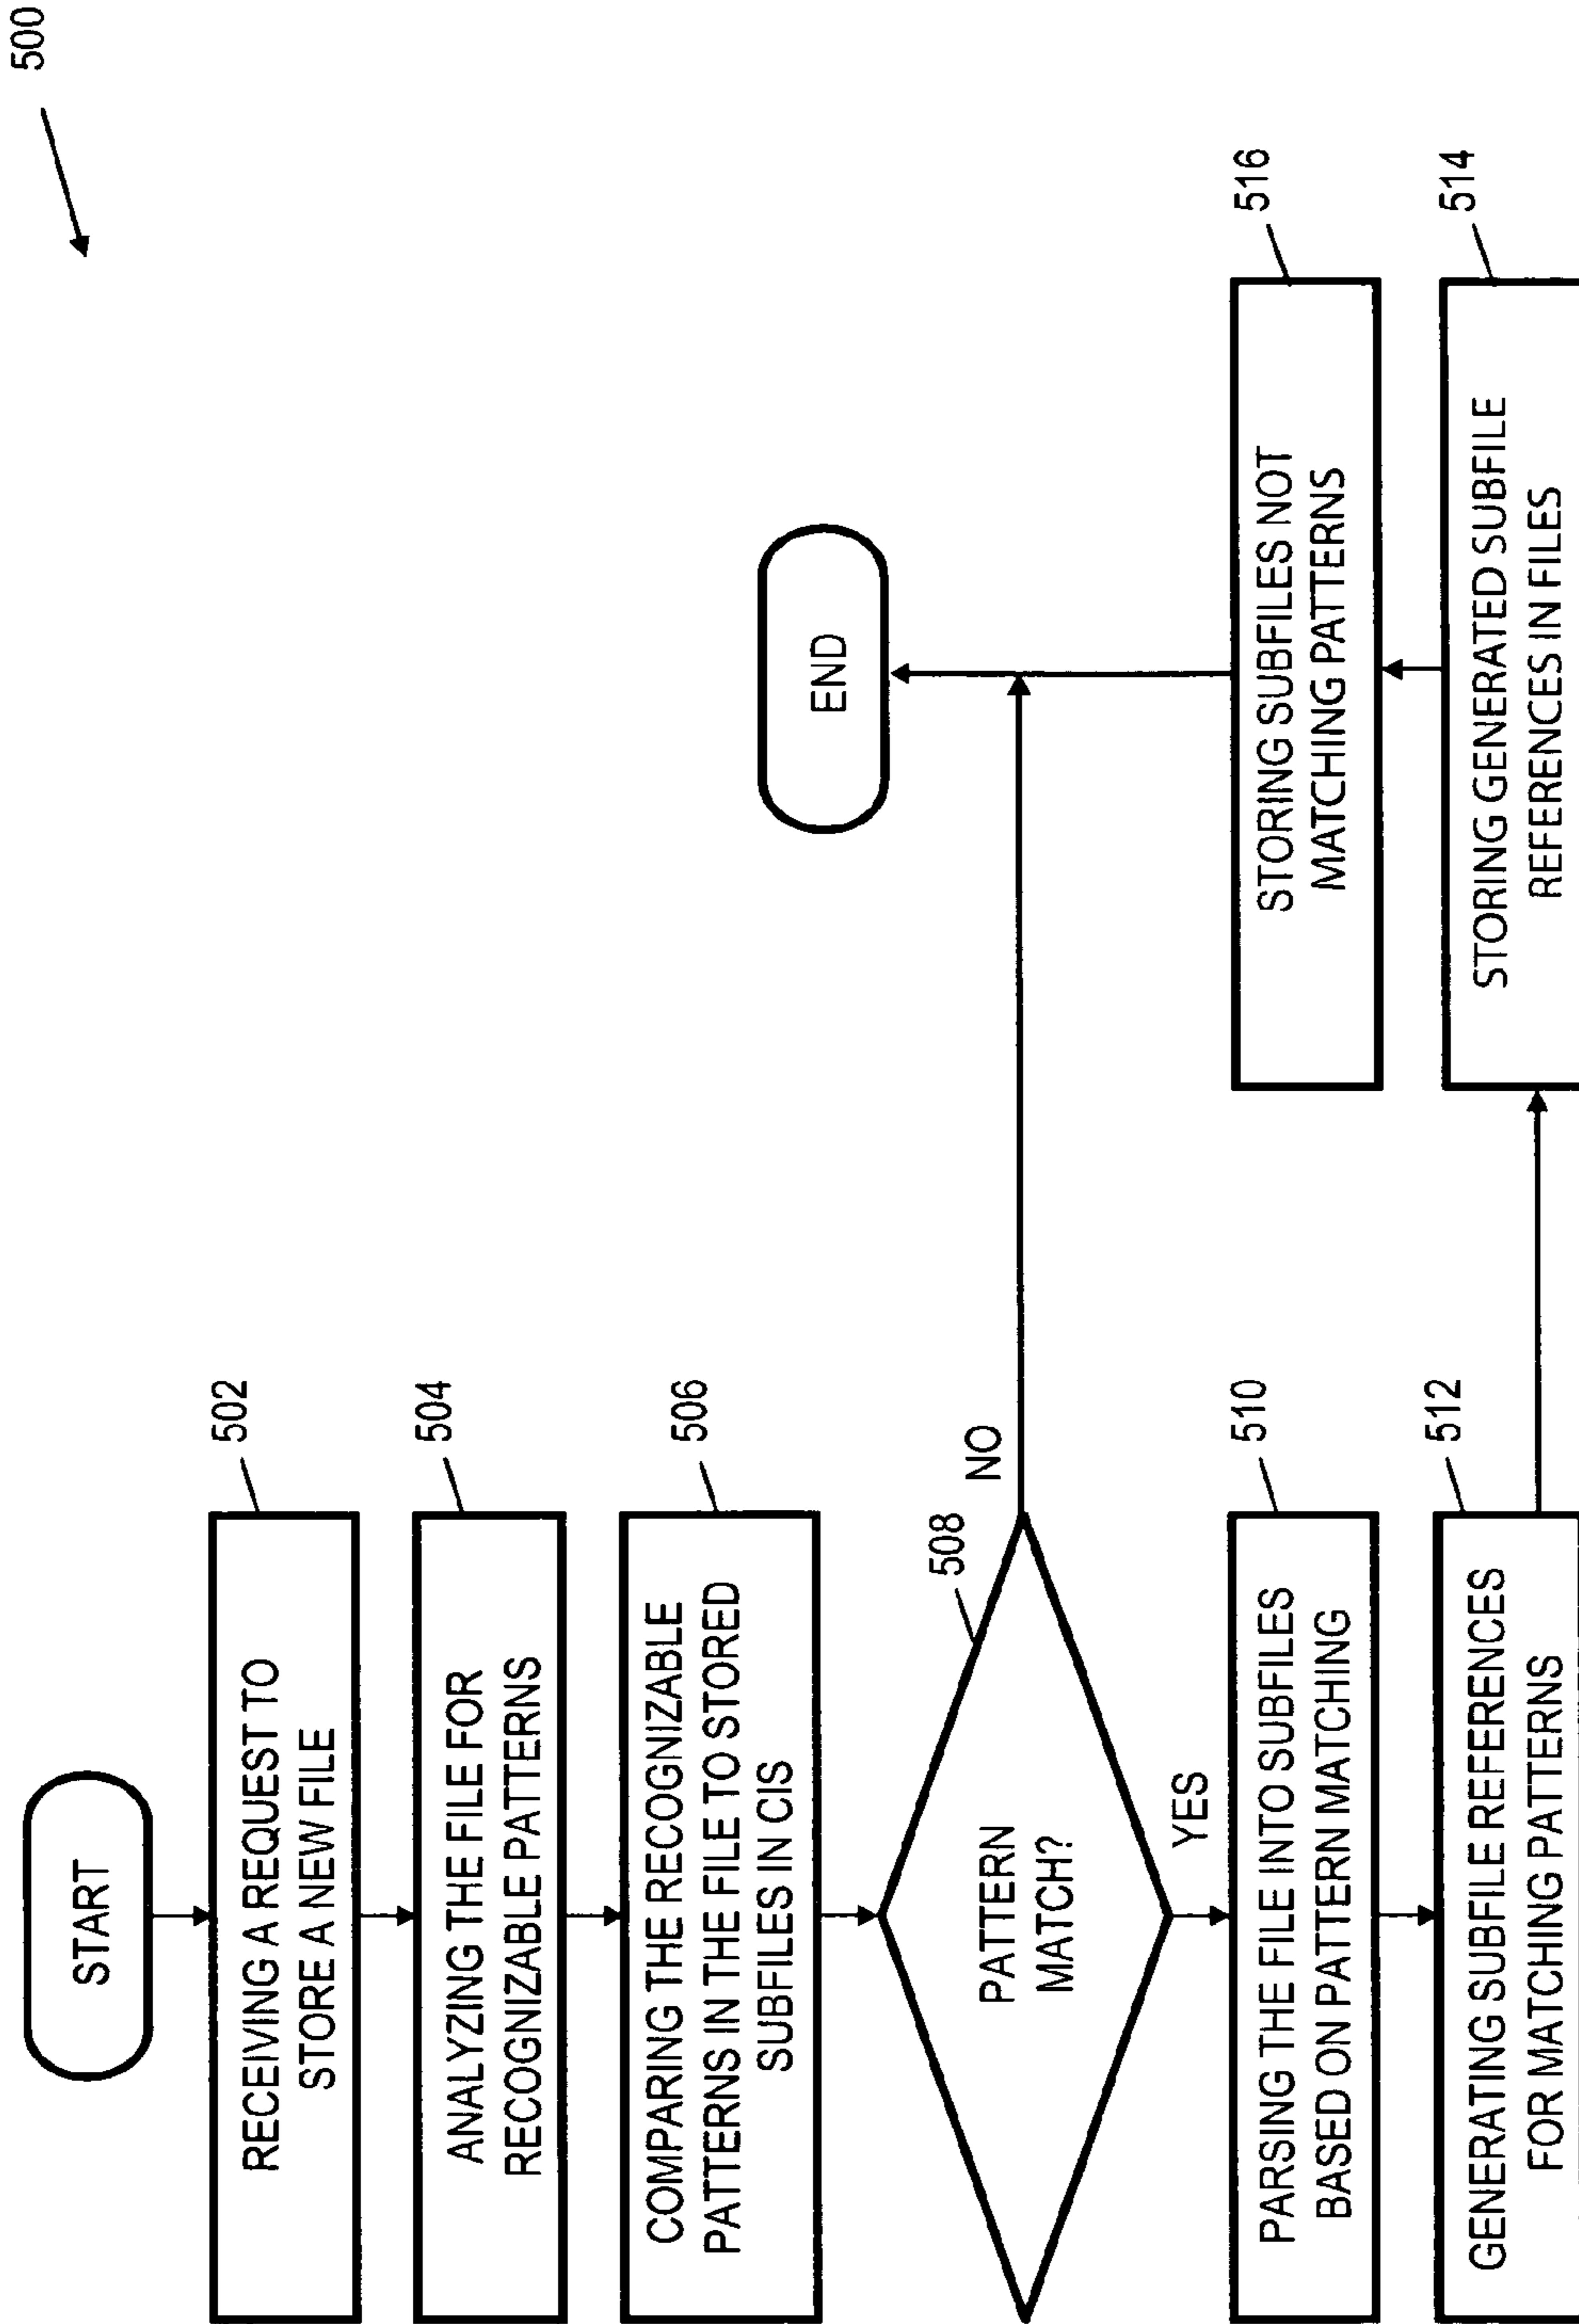 500
START
502
RECEIVING A REQUEST TO
STORE A NEW FILE
504
ANALYZING THE FILE FOR
RECOGNIZABLE PATTERNS
506
COMPARING THE RECOGNIZABLE
PATTERNS IN THE FILE TO STORED
SUBFILES IN CIS
508
PATTERN
MATCH?
NO
YES
510
PARSING THE FILE INTO SUBFILES
BASED ON PATTERN MATCHING
512
GENERATING SUBFILE REFERENCES
FOR MATCHING PATTERNS
514
STORING GENERATED SUBFILE
REFERENCES IN FILES
516
STORING SUBFILES NOT
MATCHING PATTERNS
END